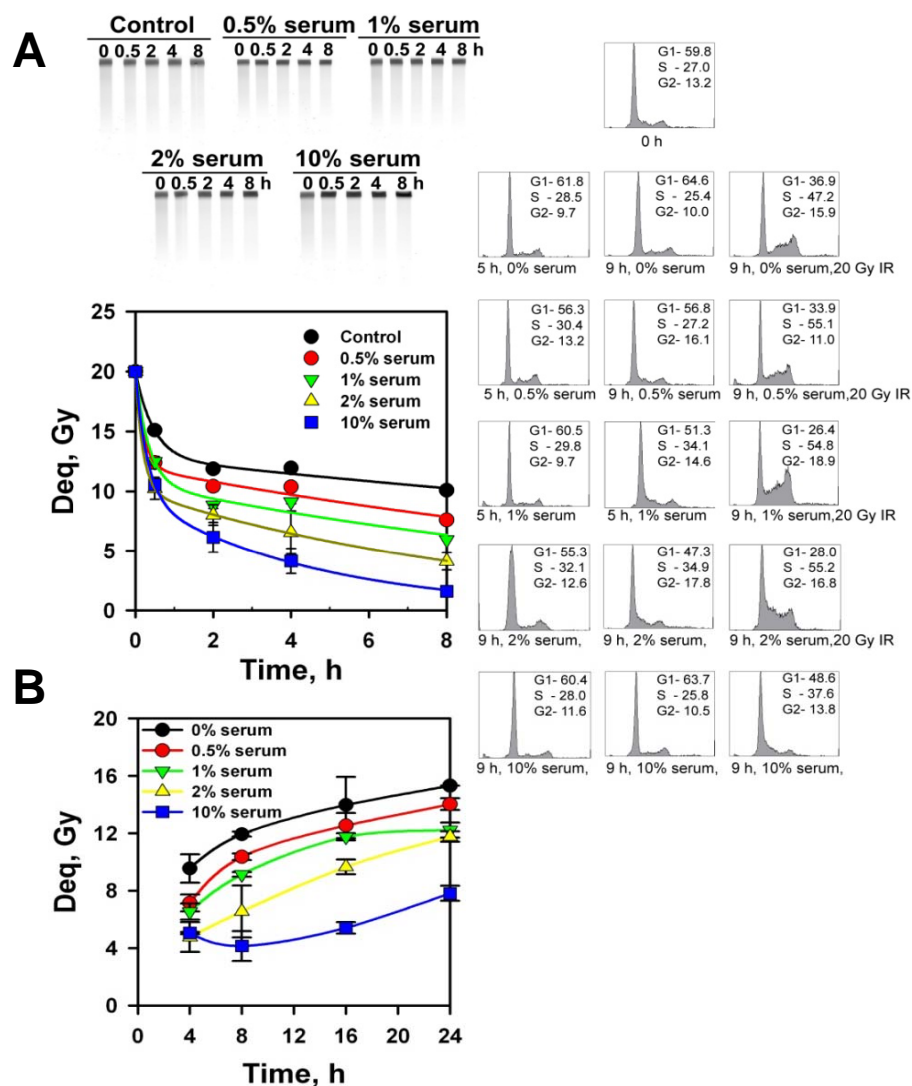 A
Control
0.5% serum
1% serum
0 0.5 2 4 8
0 0.5 2 4 8
0 0.5 2 4 8 h
2% serum
10% serum
0 0.5 2 4 8 h
0 0.5 2 4 8 h
25
20
15
10
5
0
Deq, Gy
Control
0.5% serum
1% serum
2% serum
10% serum
0 2 4 6 8
Time, h
G1- 59.8
S - 27.0
G2- 13.2
0 h
G1- 61.8
S - 28.5
G2- 9.7
5 h, 0% serum
G1- 64.6
S - 25.4
G2- 10.0
9 h, 0% serum
G1- 36.9
S - 47.2
G2- 15.9
9 h, 0% serum,20 Gy IR
G1- 56.3
S - 30.4
G2- 13.2
5 h, 0.5% serum
G1- 56.8
S - 27.2
G2- 16.1
9 h, 0.5% serum
G1- 33.9
S - 55.1
G2- 11.0
9 h, 0.5% serum,20 Gy IR
G1- 60.5
S - 29.8
G2- 9.7
5 h, 1% serum
G1- 51.3
S - 34.1
G2- 14.6
5 h, 1% serum
G1- 26.4
S - 54.8
G2- 18.9
9 h, 1% serum,20 Gy IR
G1- 55.3
S - 32.1
G2- 12.6
9 h, 2% serum,
G1- 47.3
S - 34.9
G2- 17.8
9 h, 2% serum,
G1- 28.0
S - 55.2
G2- 16.8
9 h, 2% serum,20 Gy IR
G1- 60.4
S - 28.0
G2- 11.6
9 h, 10% serum,
G1- 63.7
S - 25.8
G2- 10.5
9 h, 10% serum,
G1- 48.6
S - 37.6
G2- 13.8
9 h, 10% serum,
B
20
16
12
8
4
0
Deq, Gy
0% serum
0.5% serum
1% serum
2% serum
10% serum
0 4 8 12 16 20 24
Time, h